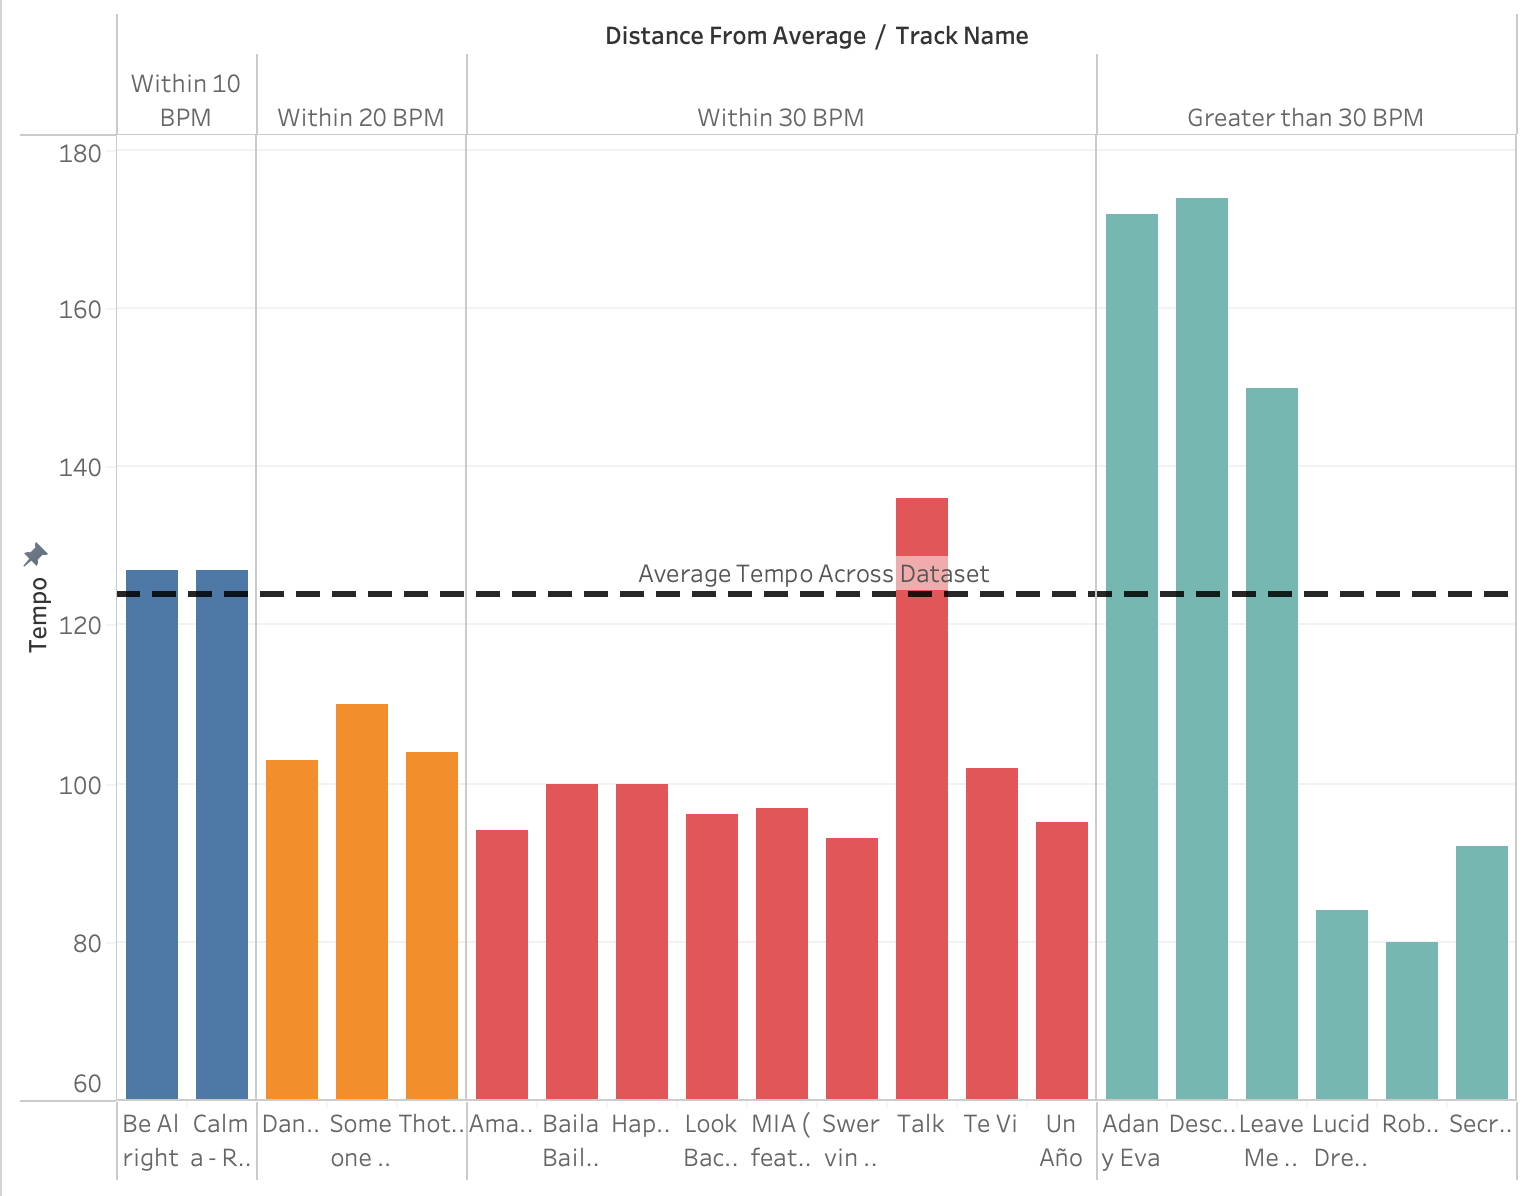 Distance From Average / Track Name
Within 10
BPM
Within 20 BPM
Within 30 BPM
Greater than 30 BPM
180
160
140
120
100
80
60
Tempo
Average Tempo Across Dataset
Be Al
right
Calm
a - R..
Dan..
Some
one ..
Thot..
Ama..
Baila
Bail..
Hap..
Look
Bac..
MIA (
feat..
Swer
vin ..
Talk
Te Vi
Un
Año
Adan
y Eva
Desc..
Leave
Me ..
Lucid
Dre..
Rob..
Secr..